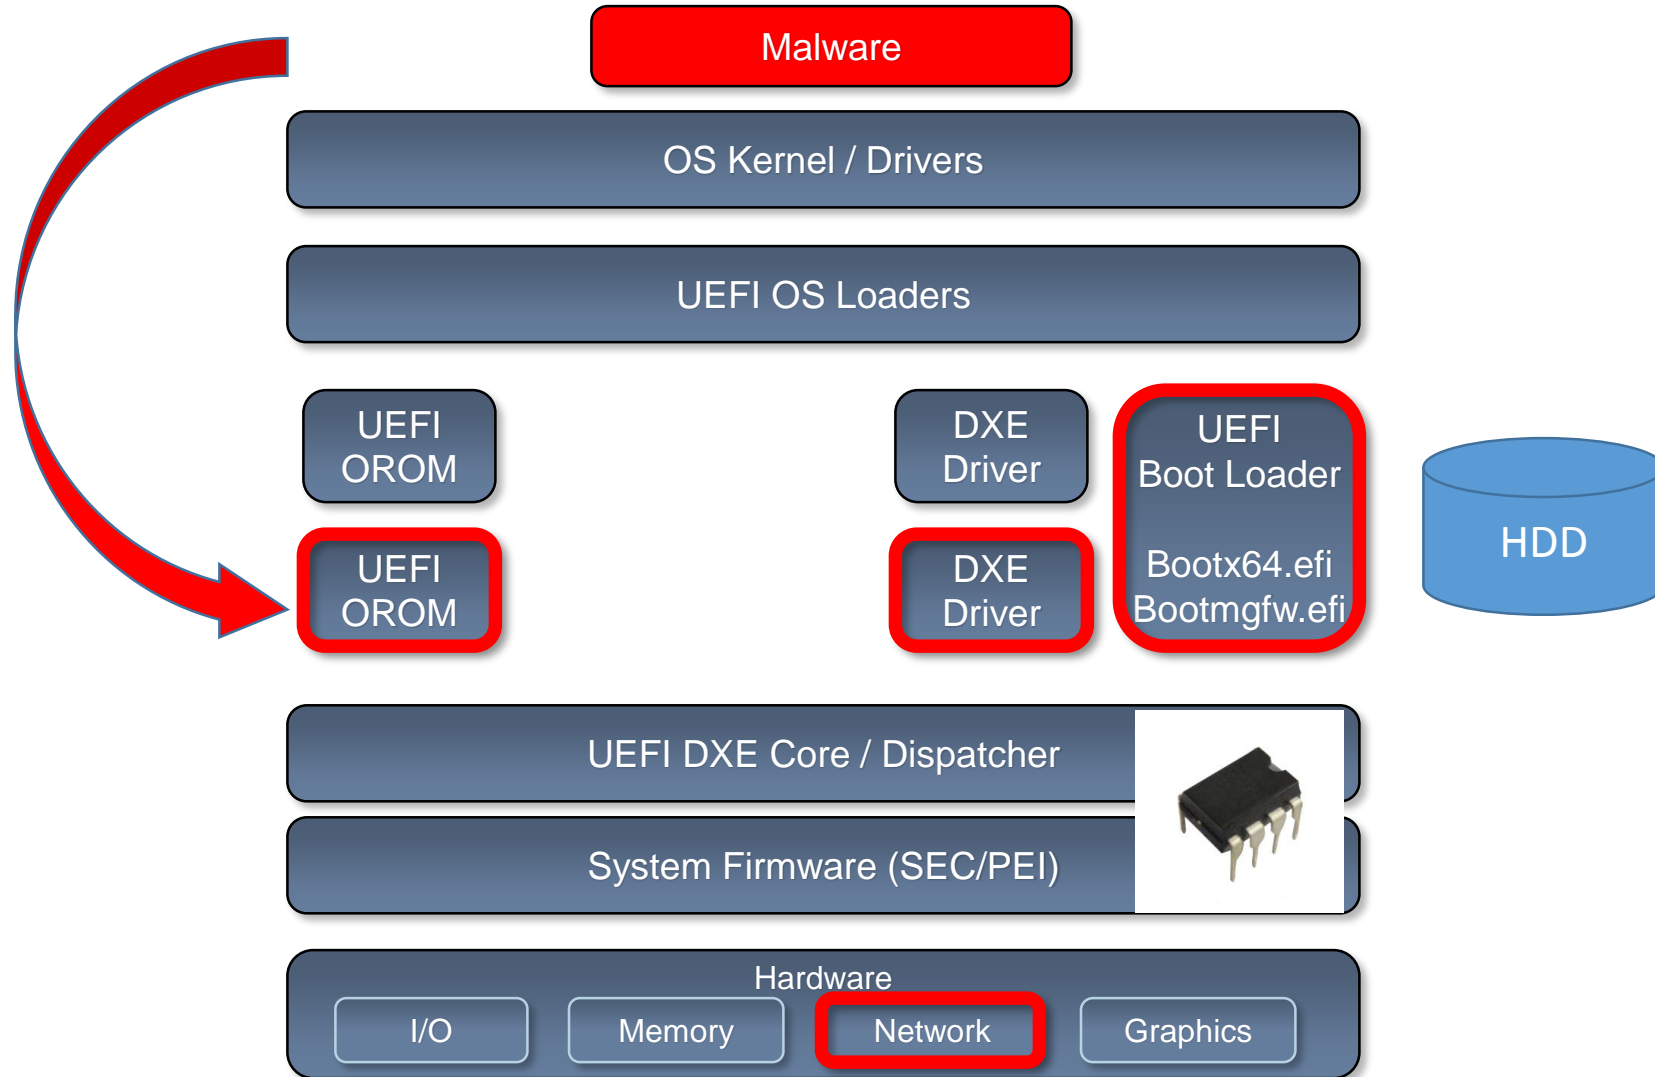 Malware
OS Kernel / Drivers
UEFI OS Loaders
UEFI
OROM
DXE
Driver
UEFI
Boot Loader
Bootx64.efi
Bootmgfw.efi
UEFI
OROM
DXE
Driver
HDD
UEFI DXE Core / Dispatcher
System Firmware (SEC/PEI)
Hardware
I/O
Memory
Network
Graphics